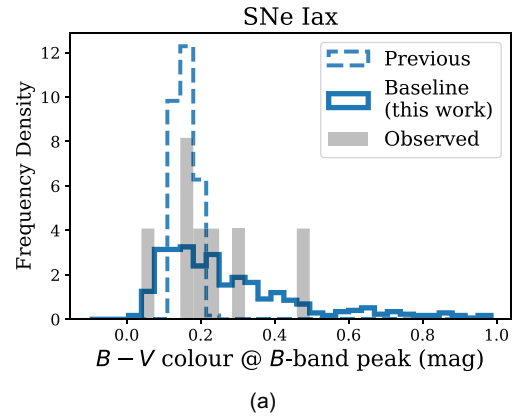 SNe Iax
Frequency Density
12
10
8
6
4
2
0
Previous
Baseline
(this work)
Observed
0.0 0.2 0.4 0.6 0.8 1.0
B − V colour @ B-band peak (mag)
(a)